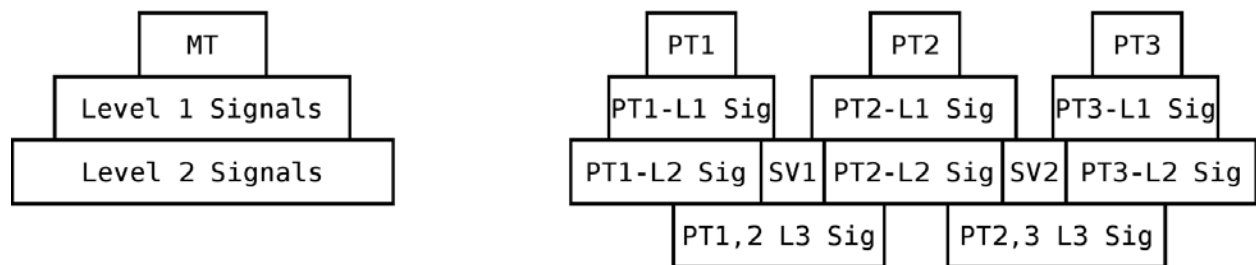 MT
Level 1 Signals
Level 2 Signals
PT1 PT2 PT3
PT1-L1 Sig PT2-L1 Sig PT3-L1 Sig
PT1-L2 Sig SV1 PT2-L2 Sig SV2 PT3-L2 Sig
PT1,2 L3 Sig PT2,3 L3 Sig